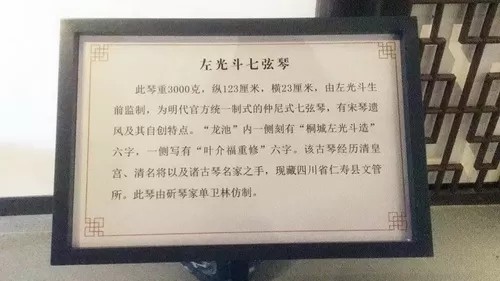 左光斗七弦琴
此琴重3000克，纵123厘米，横23厘米，由左光斗生
前监制，为明代官方统一制式的仲尼式七弦琴，有宋琴遗
风及其自创特点。“龙池”内一侧刻有“桐城左光斗造”
六字，一侧写有“叶介福重修”六字。该古琴经历清皇
宫、清名将以及诸古琴名家之手，现藏四川省仁寿县文管
所。此琴由斫琴家单卫林仿制。